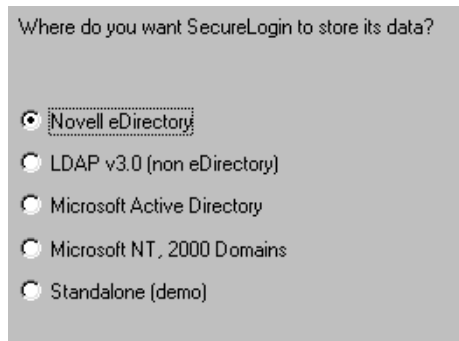 Where do you want SecureLogin to store its data?
Novell eDirectory
LDAP v3.0 (non eDirectory)
Microsoft Active Directory
Microsoft NT, 2000 Domains
Standalone (demo)